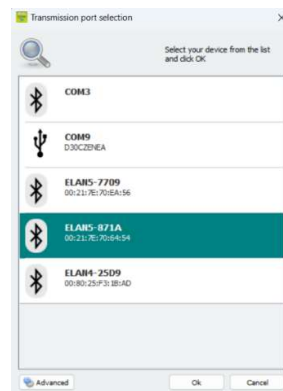 Transmission port selection
Select your device from the list
and click OK
COM3
COM9
D30CZENEA
ELAN5-7709
00:21:7E:70:EA:56
ELAN5-871A
00:21:7E:70:64:54
ELAN4-25D9
00:80:25:F3:1B:AD
Advanced
Ok
Cancel